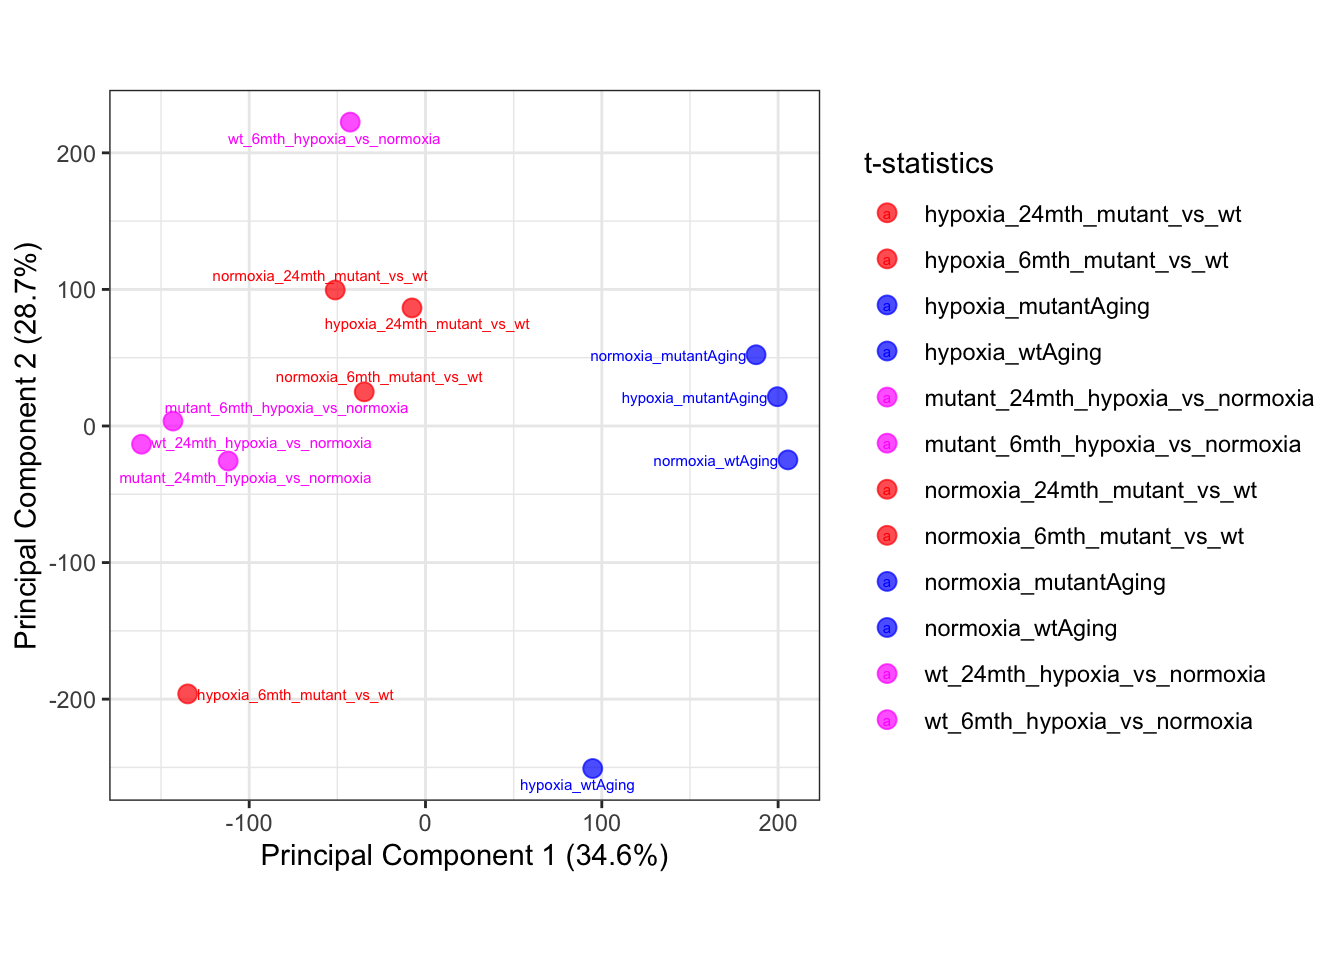 wt_6mth_hypoxia_vs_normoxia
normoxia_24mth_mutant_vs_wt
hypoxia_24mth_mutant_vs_wt
normoxia_mutantAging
normoxia_6mth_mutant_vs_wt
hypoxia_mutantAging
mutant_6mth_hypoxia_vs_normoxia
wt_24mth_hypoxia_vs_normoxia
normoxia_wtAging
mutant_24mth_hypoxia_vs_normoxia
hypoxia_6mth_mutant_vs_wt
hypoxia_wtAging
200
100
0
-100
-200
Principal Component 2 (28.7%)
-100 0 100 200
Principal Component 1 (34.6%)
t-statistics
a hypoxia_24mth_mutant_vs_wt
a hypoxia_6mth_mutant_vs_wt
a hypoxia_mutantAging
a hypoxia_wtAging
a mutant_24mth_hypoxia_vs_normoxia
a mutant_6mth_hypoxia_vs_normoxia
a normoxia_24mth_mutant_vs_wt
a normoxia_6mth_mutant_vs_wt
a normoxia_mutantAging
a normoxia_wtAging
a wt_24mth_hypoxia_vs_normoxia
a wt_6mth_hypoxia_vs_normoxia